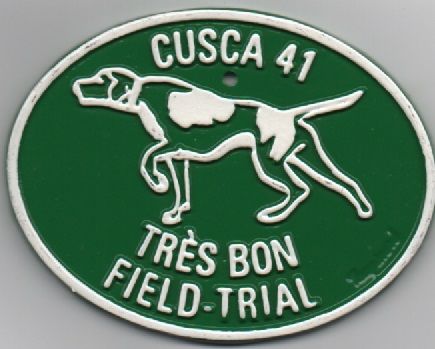 CUSCA 41
TRÈS BON
FIELD-TRIAL